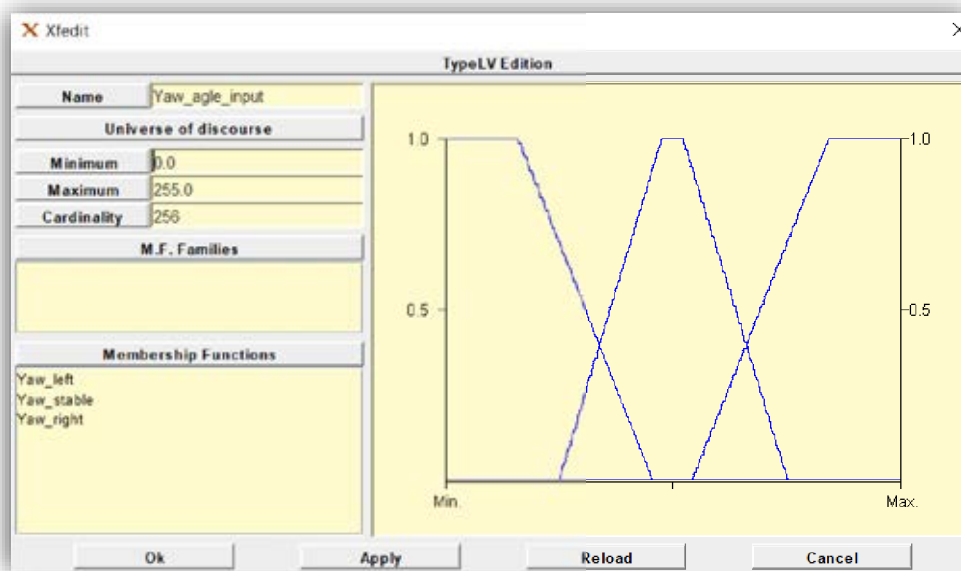 Xfedit
TypeLV Edition
Name Yaw_agle_input
Universe of discourse
Minimum 0.0
Maximum 255.0
Cardinality 256
M.F. Families
Membership Functions
Yaw_left
Yaw_stable
Yaw_right
1.0 1.0
0.5 0.5
Min. Max.
Ok Apply Reload Cancel